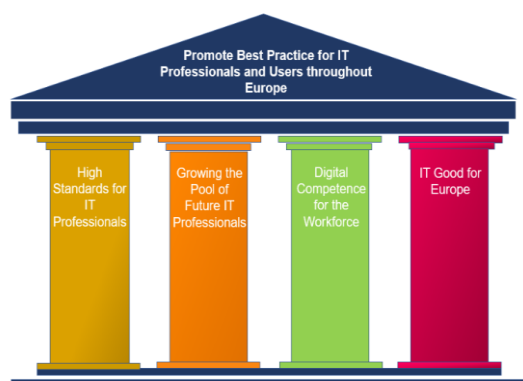 Promote Best Practice for IT
Professionals and Users throughout
Europe
High
Standards for
IT
Professionals
Growing the
Pool of
Future IT
Professionals
Digital
Competence
for the
Workforce
IT Good for
Europe